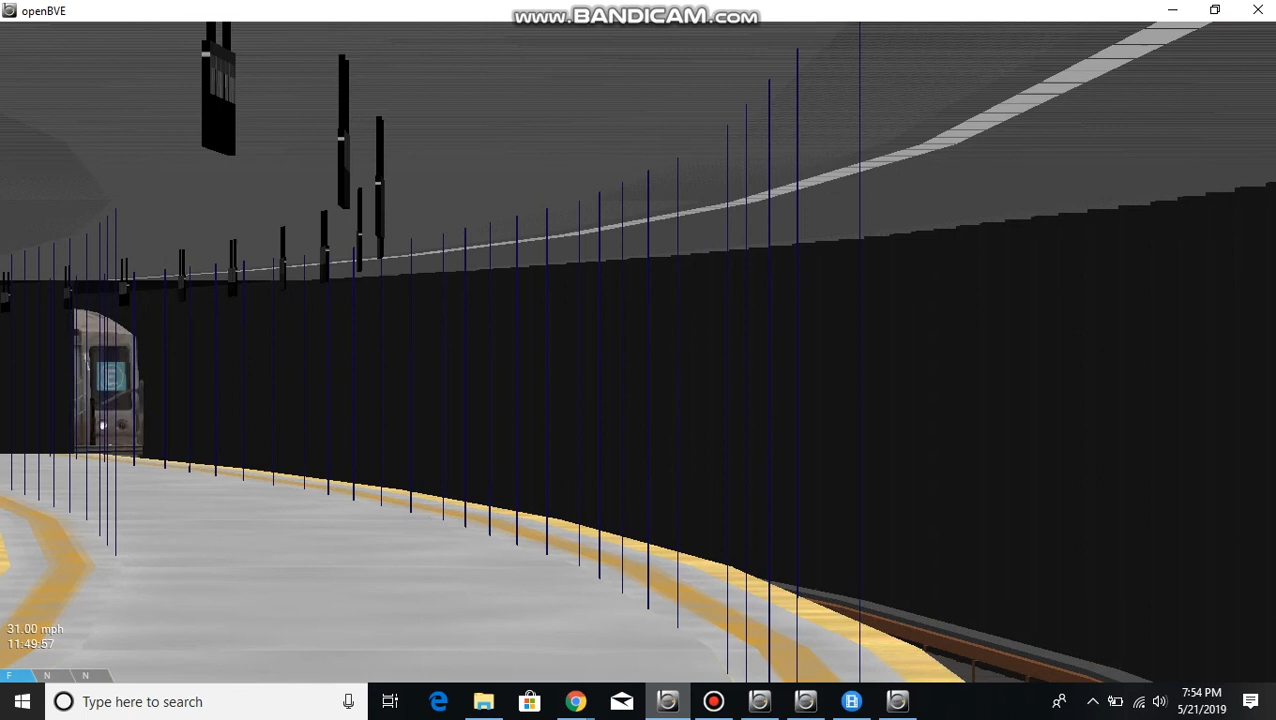 openBVE
www.BANDICAM.com
31.00 mph
11:49:57
F N N
Type here to search
7:54 PM
5/21/2019